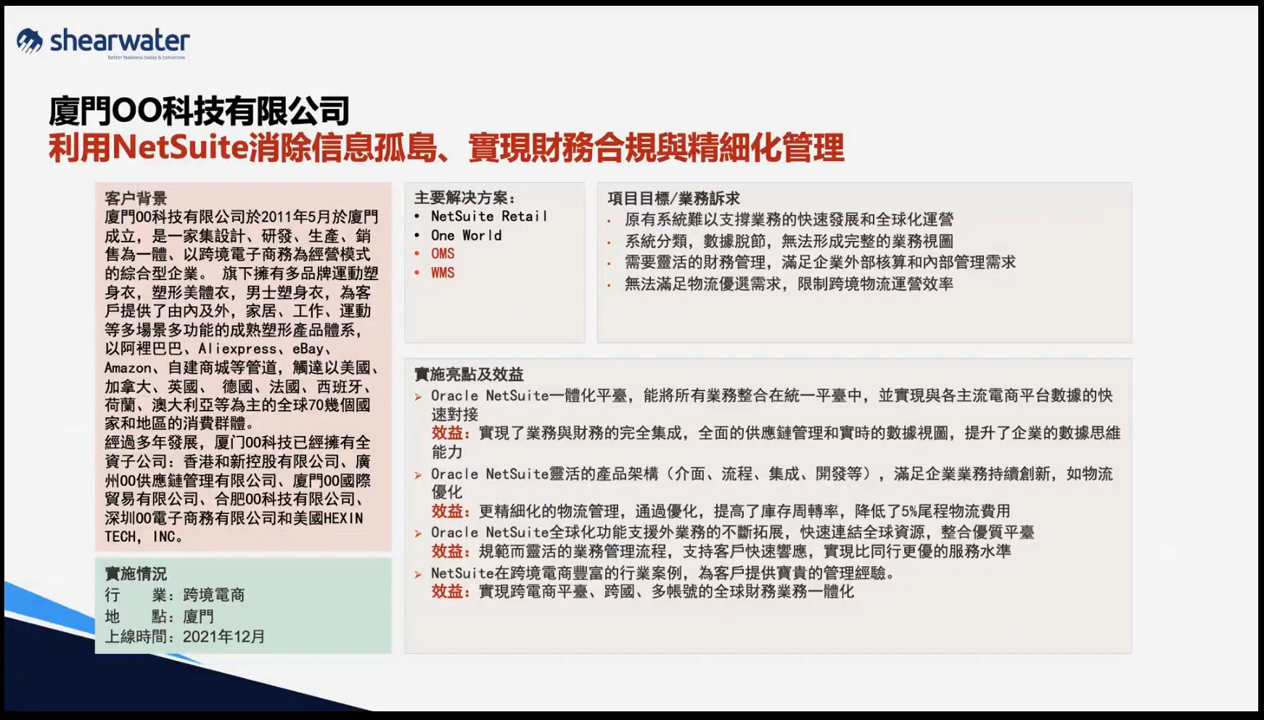 shearwater
better business today & tomorrow
廈門OO科技有限公司
利用NetSuite消除信息孤島、實現財務合規與精細化管理
客户背景
廈門OO科技有限公司於2011年5月於廈門
成立，是一家集設計、研發、生產、銷
售為一體、以跨境電子商務為經營模式
的綜合型企業。 旗下擁有多品牌運動塑
身衣，塑形美體衣，男士塑身衣，為客
戶提供了由內及外，家居、工作、運動
等多場景多功能的成熟塑形產品體系，
以阿裡巴巴、Aliexpress、eBay、
Amazon、自建商城等管道，觸達以美國、
加拿大、英國、 德國、法國、西班牙、
荷蘭、澳大利亞等為主的全球70幾個國
家和地區的消費群體。
經過多年發展，厦门OO科技已經擁有全
資子公司：香港和新控股有限公司、廣
州OO供應鏈管理有限公司、廈門OO國際
貿易有限公司、合肥OO科技有限公司、
深圳OO電子商務有限公司和美國HEXIN
TECH, INC。
實施情況
行 業：跨境電商
地 點：廈門
上線時間：2021年12月
主要解決方案：
• NetSuite Retail
• One World
• OMS
• WMS
項目目標/業務訴求
• 原有系統難以支撐業務的快速發展和全球化運營
• 系統分類，數據脫節，無法形成完整的業務視圖
• 需要靈活的財務管理，滿足企業外部核算和內部管理需求
• 無法滿足物流優選需求，限制跨境物流運營效率
實施亮點及效益
➢ Oracle NetSuite一體化平臺，能將所有業務整合在統一平臺中，並實現與各主流電商平台數據的快
速對接
效益：實現了業務與財務的完全集成，全面的供應鏈管理和實時的數據視圖，提升了企業的數據思維
能力
➢ Oracle NetSuite靈活的產品架構（介面、流程、集成、開發等），滿足企業業務持續創新，如物流
優化
效益：更精細化的物流管理，通過優化，提高了庫存周轉率，降低了5%尾程物流費用
➢ Oracle NetSuite全球化功能支援外業務的不斷拓展，快速連結全球資源，整合優質平臺
效益：規範而靈活的業務管理流程，支持客戶快速響應，實現比同行更優的服務水準
➢ NetSuite在跨境電商豐富的行業案例，為客戶提供寶貴的管理經驗。
效益：實現跨電商平臺、跨國、多帳號的全球財務業務一體化